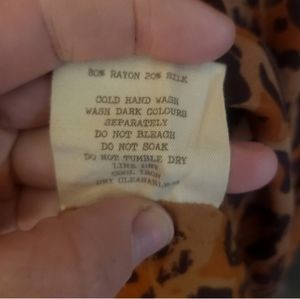 80% RAYON 20% SILK
COLD HAND WASH
WASH DARK COLOURS
SEPARATELY
DO NOT BLEACH
DO NOT SOAK
DO NOT TUMBLE DRY
LINE DRY
COOL IRON
DRY CLEANABLE